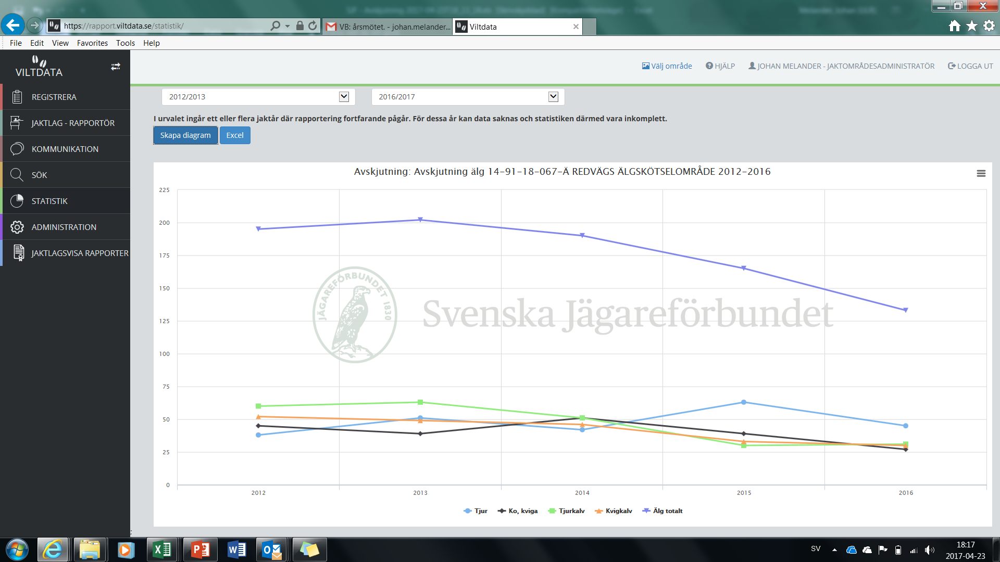 https://rapport.viltdata.se/statistik/
VB: årsmötet. - johan.melander...
Viltdata
File Edit View Favorites Tools Help
VILTDATA
Välj område
HJÄLP
JOHAN MELANDER - JAKTOMRÅDESADMINISTRATÖR
LOGGA UT
REGISTRERA
JAKTLAG - RAPPORTÖR
KOMMUNIKATION
SÖK
STATISTIK
ADMINISTRATION
JAKTLAGSVISA RAPPORTER
2012/2013
2016/2017
I urvalet ingår ett eller flera jaktår där rapportering fortfarande pågår. För dessa år kan data saknas och statistiken därmed vara inkomplett.
Skapa diagram
Excel
Avskjutning: Avskjutning älg 14-91-18-067-Ä REDVÄGS ÄLGSKÖTSELOMRÅDE 2012-2016
225
200
175
150
125
100
75
50
25
0
JÄGAREFÖRBUNDET 1830
Svenska Jägareförbundet
2012 2013 2014 2015 2016
Tjur Ko, kviga Tjurkalv Kvigkalv Älg totalt
;
SV
18:17
2017-04-23